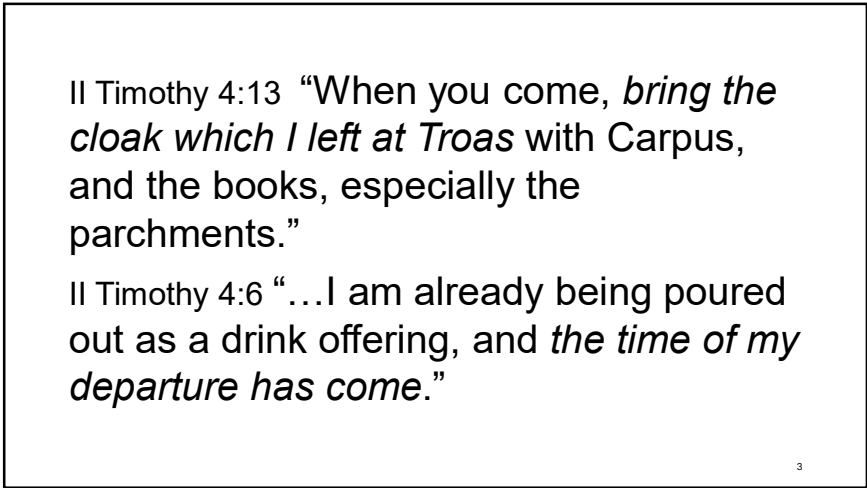 II Timothy 4:13  “When you come, bring the
cloak which I left at Troas with Carpus,
and the books, especially the
parchments.”
II Timothy 4:6 “…I am already being poured
out as a drink offering, and the time of my
departure has come.”
3